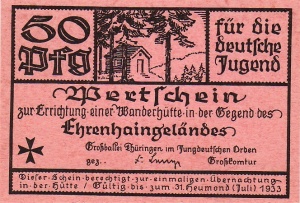 50 Pfg
für die
deutsche
Jugend
Wertschein
zur Errichtung einer Wanderhütte in der Gegend des
Ehrenhaingeländes
Großballei Thüringen im Jungdeutschen Orden
gez.
Großkomtur
Dieser Schein berechtigt zur einmaligen Übernachtung
in der Hütte / Gültig bis zum 31. Heumond (Juli) 1933